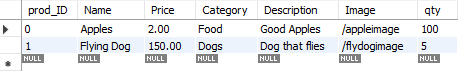 prod_ID Name Price Category Description Image qty
0 Apples 2.00 Food Good Apples /appleimage 100
1 Flying Dog 150.00 Dogs Dog that flies /flydogimage 5
NULL NULL NULL NULL NULL NULL NULL